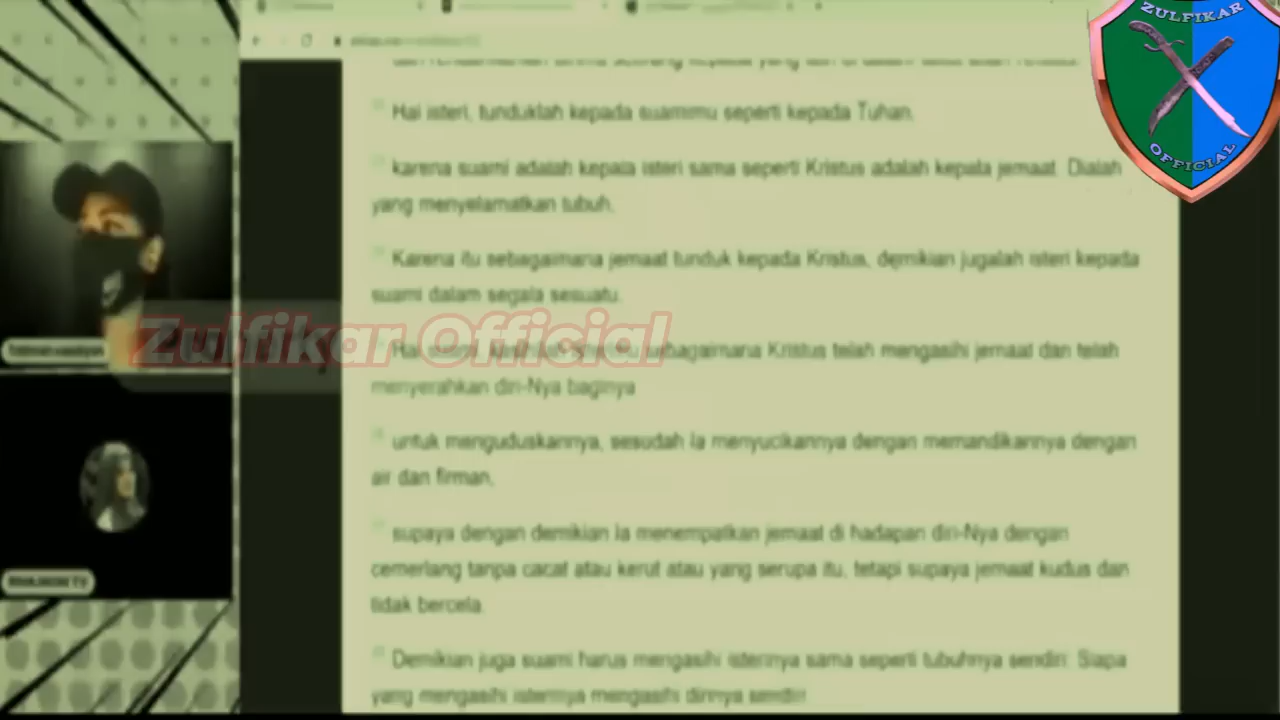 ZULFIKAR
OFFICIAL
Hai isteri, tunduklah kepada suamimu seperti kepada Tuhan,
karena suami adalah kepala isteri sama seperti Kristus adalah kepala jemaat. Dialah
yang menyelamatkan tubuh.
Karena itu sebagaimana jemaat tunduk kepada Kristus, demikian jugalah isteri kepada
suami dalam segala sesuatu.
Zulfikar Official
sebagaimana Kristus telah mengasihi jemaat dan telah
menyerahkan diri-Nya baginya
untuk menguduskannya, sesudah Ia menyucikannya dengan memandikannya dengan
air dan firman,
supaya dengan demikian Ia menempatkan jemaat di hadapan diri-Nya dengan
cemerlang tanpa cacat atau kerut atau yang serupa itu, tetapi supaya jemaat kudus dan
tidak bercela.
Demikian juga suami harus mengasihi isterinya sama seperti tubuhnya sendiri: Siapa
yang mengasihi isterinya mengasihi dirinya sendiri.